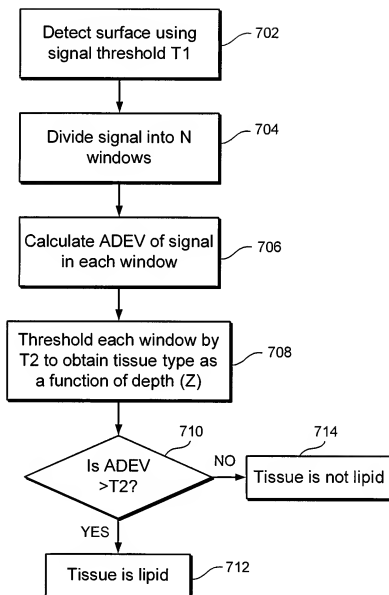 Detect surface using
signal threshold T1
702
Divide signal into N
windows
704
Calculate ADEV of signal
in each window
706
Threshold each window by
T2 to obtain tissue type as
a function of depth (Z)
708
710
Is ADEV
>T2?
NO
714
Tissue is not lipid
YES
Tissue is lipid
712